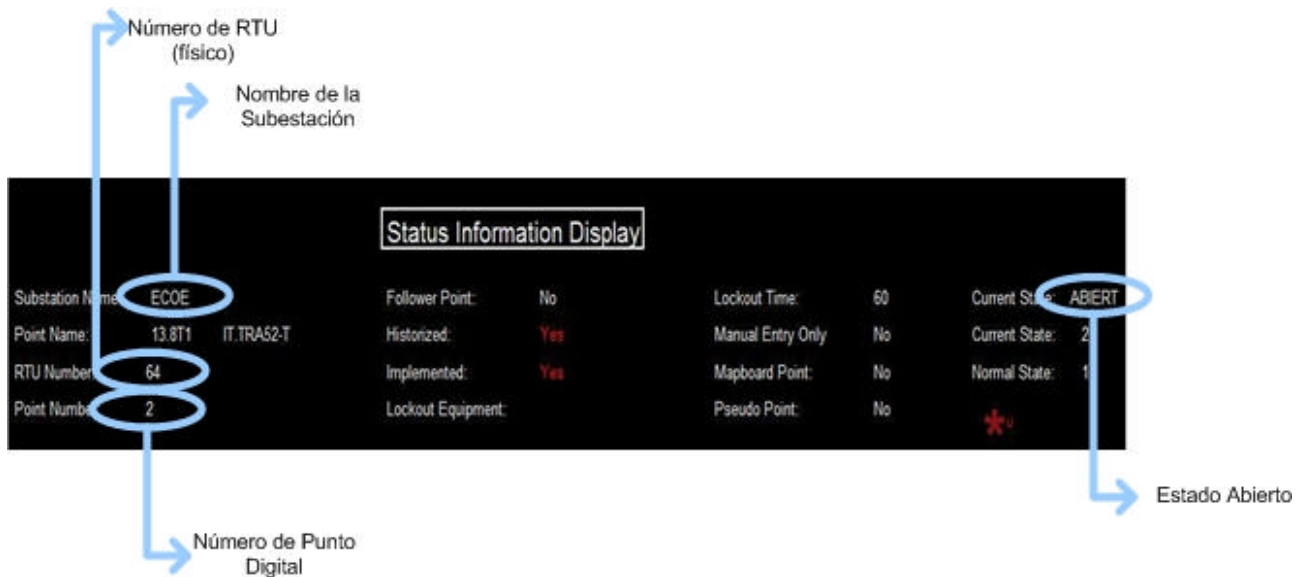 Número de RTU
(físico)
Nombre de la
Subestación
Status Information Display
Substation Name ECOE Follower Point: No Lockout Time: 60 Current State: ABIERT
Point Name: 13.8T1 IT.TRA52-T Historized: Yes Manual Entry Only No Current State: 2
RTU Number: 64 Implemented: Yes Mapboard Point: No Normal State: 1
Point Number 2 Lockout Equipment: Pseudo Point: No
* U
Estado Abierto
Número de Punto
Digital